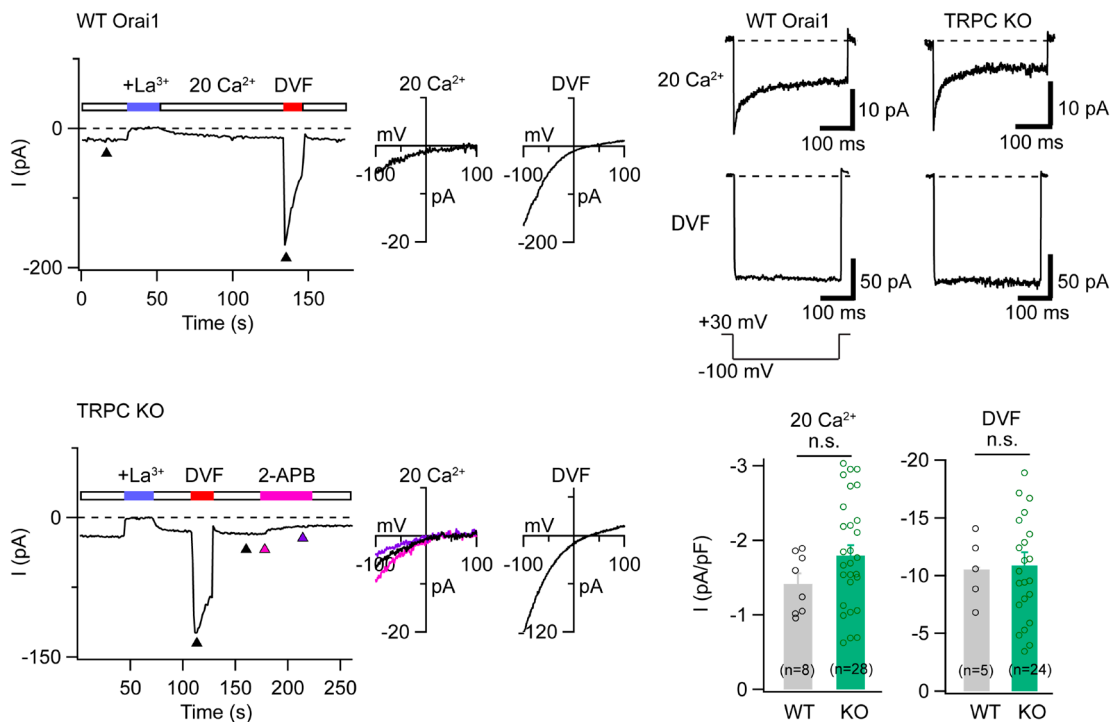 WT Orai1
+La³⁺ 20 Ca²⁺ DVF
0
-200
I (pA)
0 50 100 150
Time (s)
mV
-100 100
pA
-20
DVF
mV
-100 100
pA
-200
WT Orai1 TRPC KO
20 Ca²⁺
10 pA
100 ms
10 pA
100 ms
DVF
50 pA
100 ms
50 pA
100 ms
+30 mV
-100 mV
TRPC KO
+La³⁺ DVF 2-APB
0
-150
I (pA)
50 100 150 200 250
Time (s)
20 Ca²⁺
mV
-100 100
pA
-20
DVF
mV
-100 100
pA
-120
20 Ca²⁺
n.s.
-3
-2
-1
0
I (pA/pF)
(n=8) (n=28)
WT KO
DVF
n.s.
-20
-15
-10
-5
0
(n=5) (n=24)
WT KO